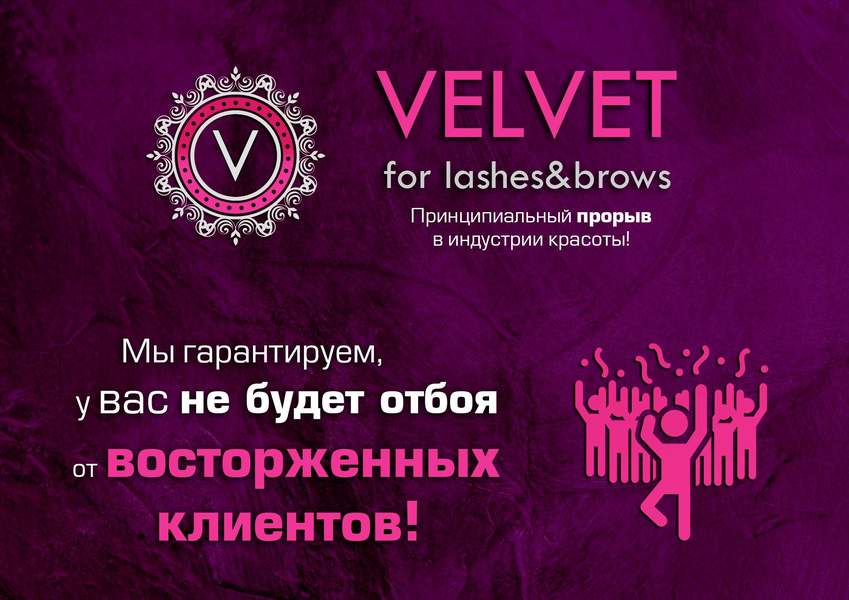 V
VELVET
for lashes&brows
Принципиальный прорыв
в индустрии красоты!
Мы гарантируем,
у вас не будет отбоя
от восторженных
клиентов!